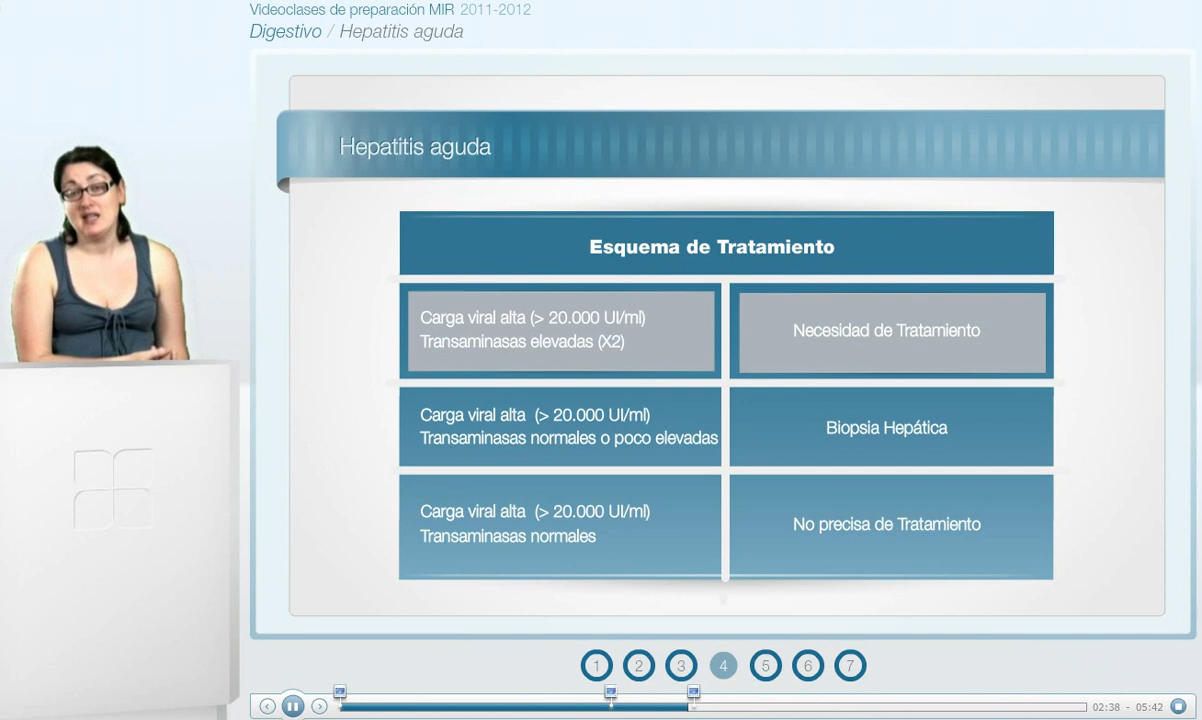 Videoclases de preparación MIR 2011-2012
Digestivo / Hepatitis aguda
Hepatitis aguda
Esquema de Tratamiento
Carga viral alta (> 20.000 UI/ml)
Transaminasas elevadas (X2)
Necesidad de Tratamiento
Carga viral alta (> 20.000 UI/ml)
Transaminasas normales o poco elevadas
Biopsia Hepática
Carga viral alta (> 20.000 UI/ml)
Transaminasas normales
No precisa de Tratamiento
1 2 3 4 5 6 7
02:38 - 05:42